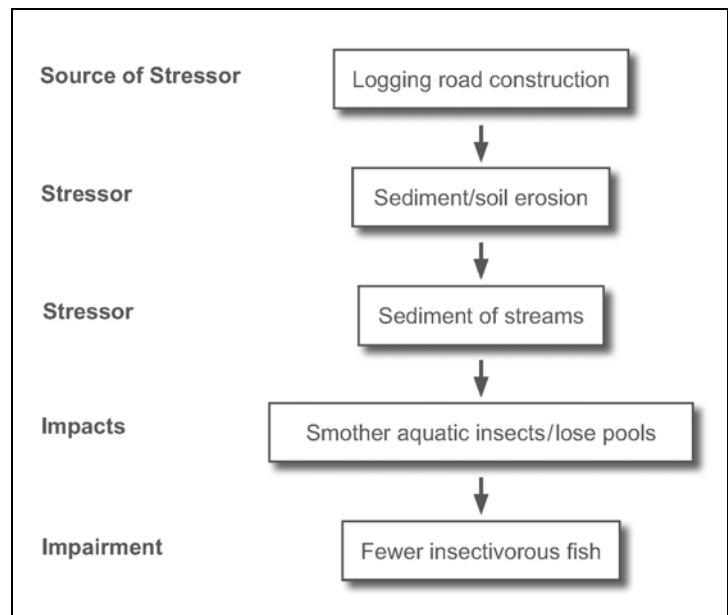 Source of Stressor
Logging road construction
Stressor
Sediment/soil erosion
Stressor
Sediment of streams
Impacts
Smother aquatic insects/lose pools
Impairment
Fewer insectivorous fish